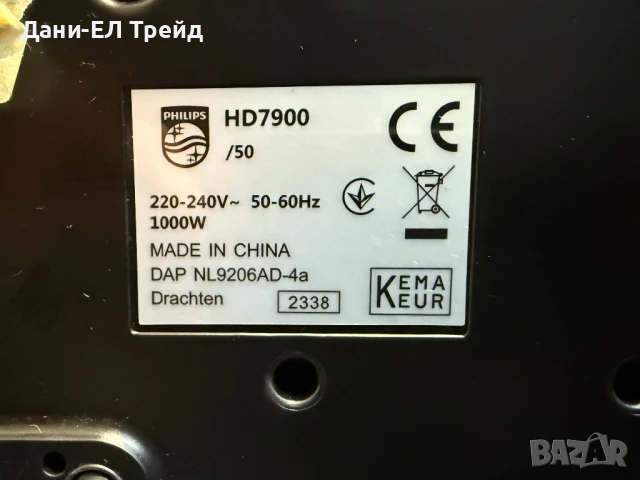 Дани-ЕЛ Трейд
PHILIPS
HD7900
/50
CE
220-240V~ 50-60Hz
1000W
MADE IN CHINA
DAP NL9206AD-4a
Drachten 2338
KEMA
KEUR
BAZAR